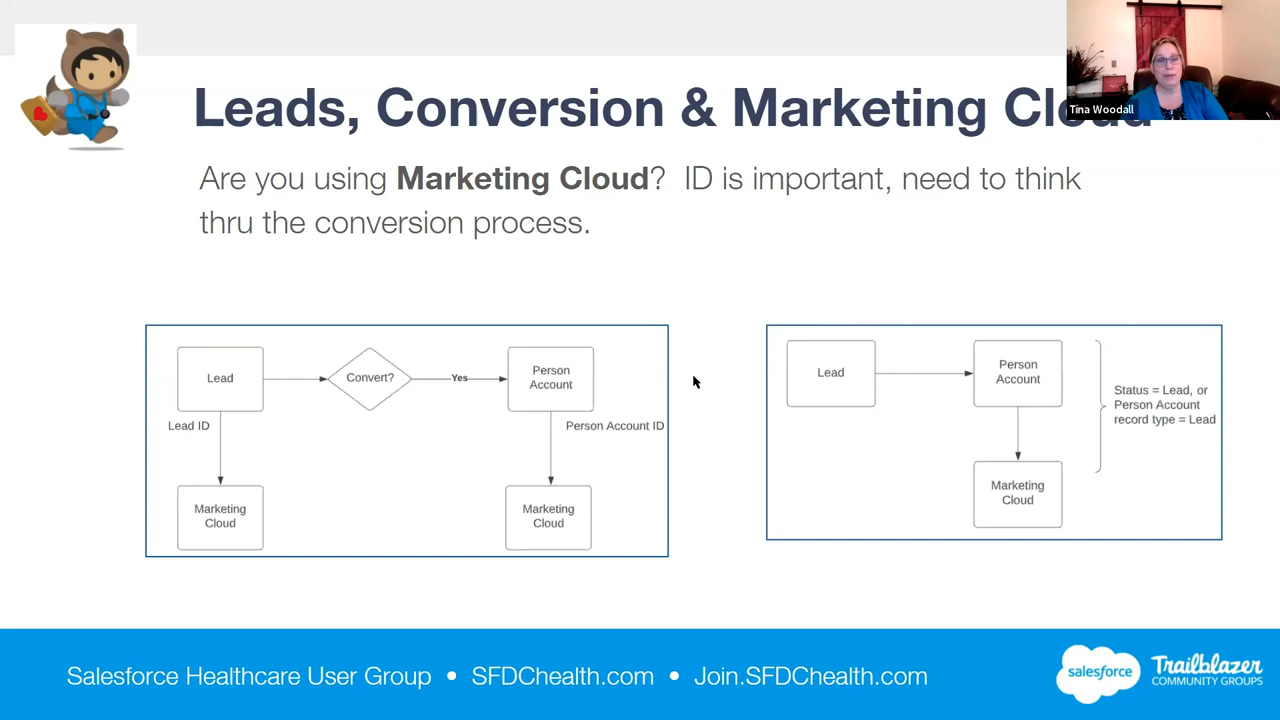 Leads, Conversion & Marketing Cloud
Tina Woodall
Are you using Marketing Cloud? ID is important, need to think
thru the conversion process.
Lead
Convert?
Yes
Person
Account
Lead ID
Person Account ID
Marketing
Cloud
Marketing
Cloud
Lead
Person
Account
Status = Lead, or
Person Account
record type = Lead
Marketing
Cloud
Salesforce Healthcare User Group • SFDChealth.com • Join.SFDChealth.com
salesforce
Trailblazer
COMMUNITY GROUPS